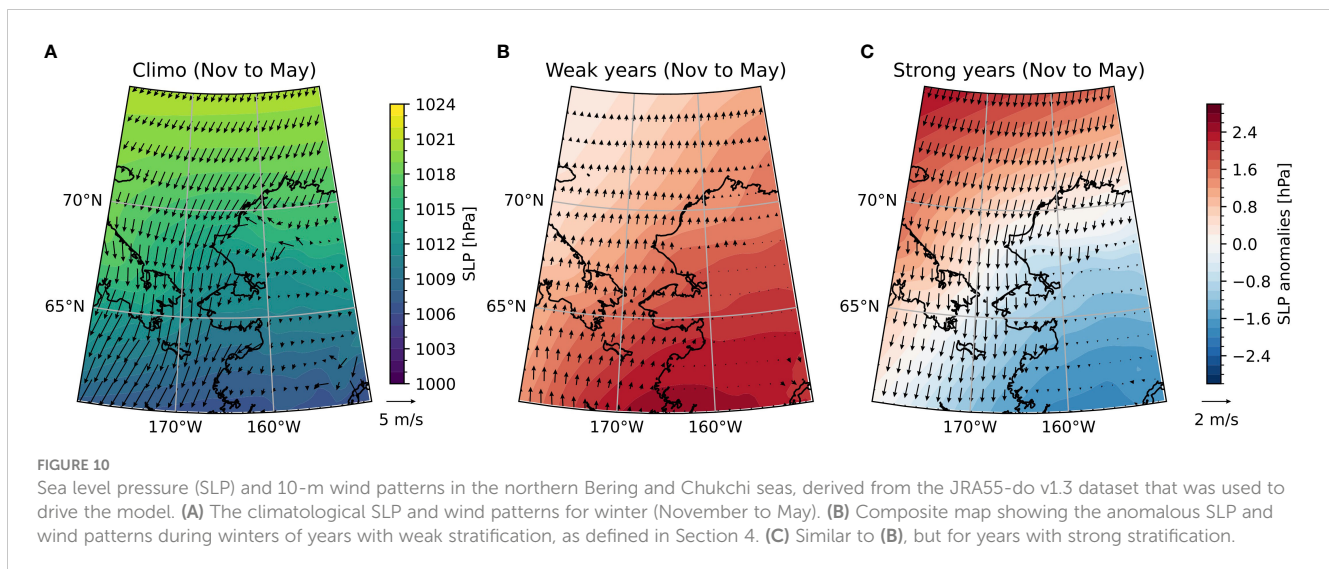 A
B
C
Climo (Nov to May)
Weak years (Nov to May)
Strong years (Nov to May)
1024
1021
1018
1015
1012
1009
1006
1003
1000
SLP [hPa]
5 m/s
70°N
65°N
170°W
160°W
70°N
65°N
170°W
160°W
70°N
65°N
170°W
160°W
2.4
1.6
0.8
0.0
−0.8
−1.6
−2.4
SLP anomalies [hPa]
2 m/s
FIGURE 10
Sea level pressure (SLP) and 10-m wind patterns in the northern Bering and Chukchi seas, derived from the JRA55-do v1.3 dataset that was used to
drive the model. (A) The climatological SLP and wind patterns for winter (November to May). (B) Composite map showing the anomalous SLP and
wind patterns during winters of years with weak stratification, as defined in Section 4. (C) Similar to (B), but for years with strong stratification.